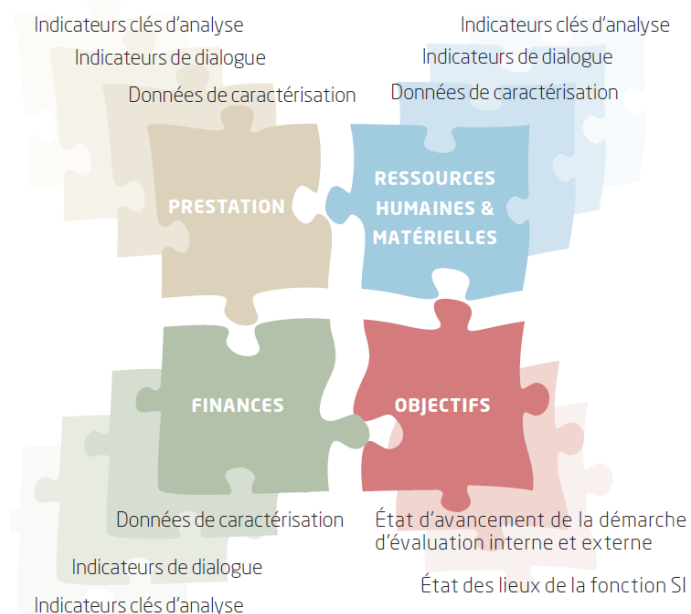 Indicateurs clés d'analyse
Indicateurs de dialogue
Données de caractérisation
Indicateurs clés d'analyse
Indicateurs de dialogue
Données de caractérisation
PRESTATION
RESSOURCES
HUMAINES &
MATÉRIELLES
FINANCES
OBJECTIFS
Données de caractérisation
Indicateurs de dialogue
Indicateurs clés d'analyse
État d'avancement de la démarche
d'évaluation interne et externe
État des lieux de la fonction SI